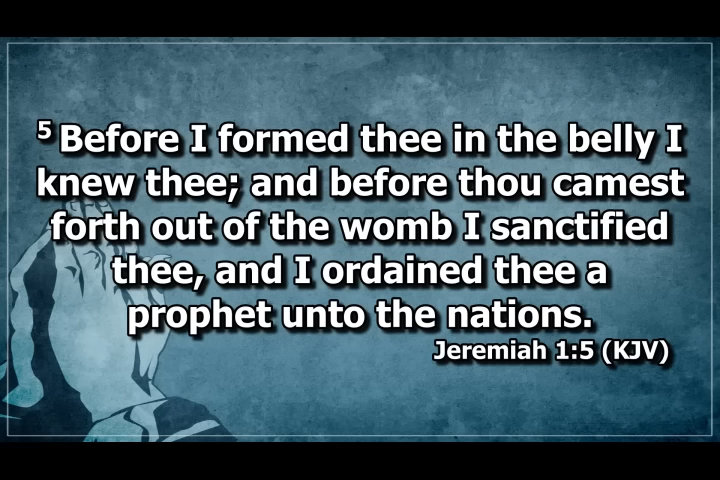 5 Before I formed thee in the belly I
knew thee; and before thou camest
forth out of the womb I sanctified
thee, and I ordained thee a
prophet unto the nations.
Jeremiah 1:5 (KJV)